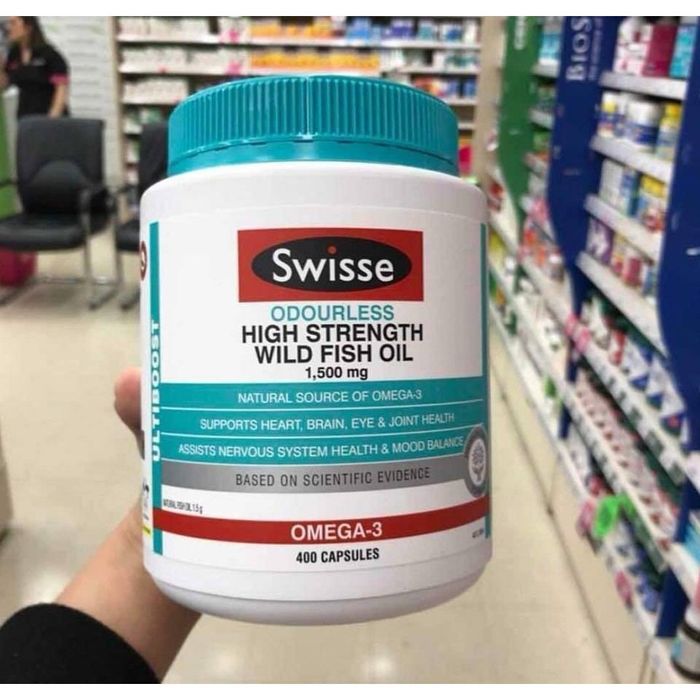 BIOS
Swisse
ULTIBOOST
ODOURLESS
HIGH STRENGTH
WILD FISH OIL
1,500 mg
NATURAL SOURCE OF OMEGA-3
SUPPORTS HEART, BRAIN, EYE & JOINT HEALTH
ASSISTS NERVOUS SYSTEM HEALTH & MOOD BALANCE
BASED ON SCIENTIFIC EVIDENCE
OMEGA-3
400 CAPSULES